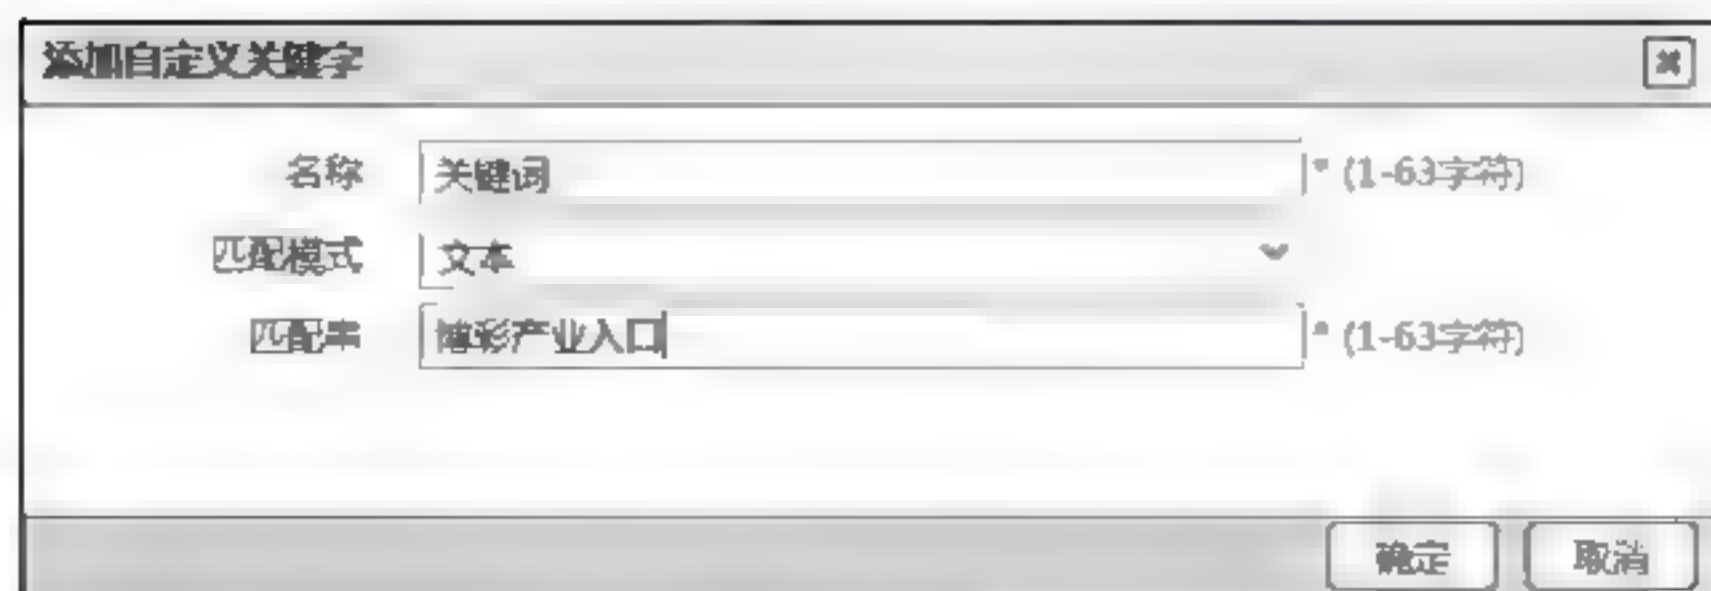 添加自定义关键字
名称 关键词 * (1-63字符)
匹配模式 文本
匹配串 彩产业入口 * (1-63字符)
确定 取消